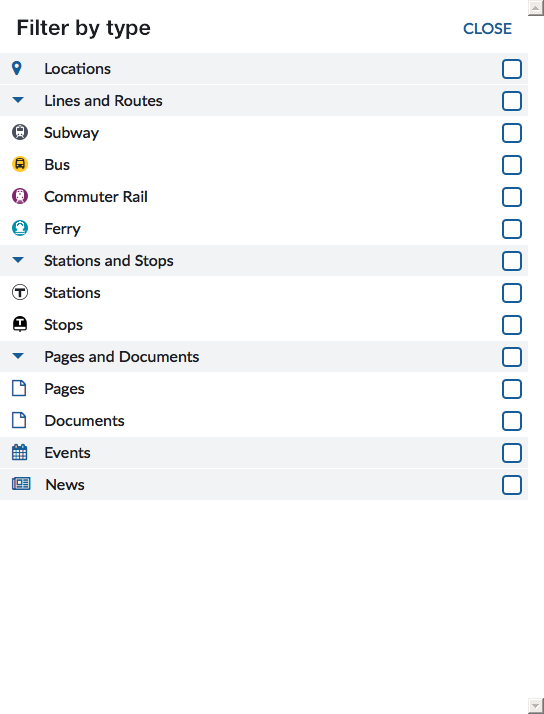 Filter by type
CLOSE
Locations
Lines and Routes
Subway
Bus
Commuter Rail
Ferry
Stations and Stops
Stations
Stops
Pages and Documents
Pages
Documents
Events
News